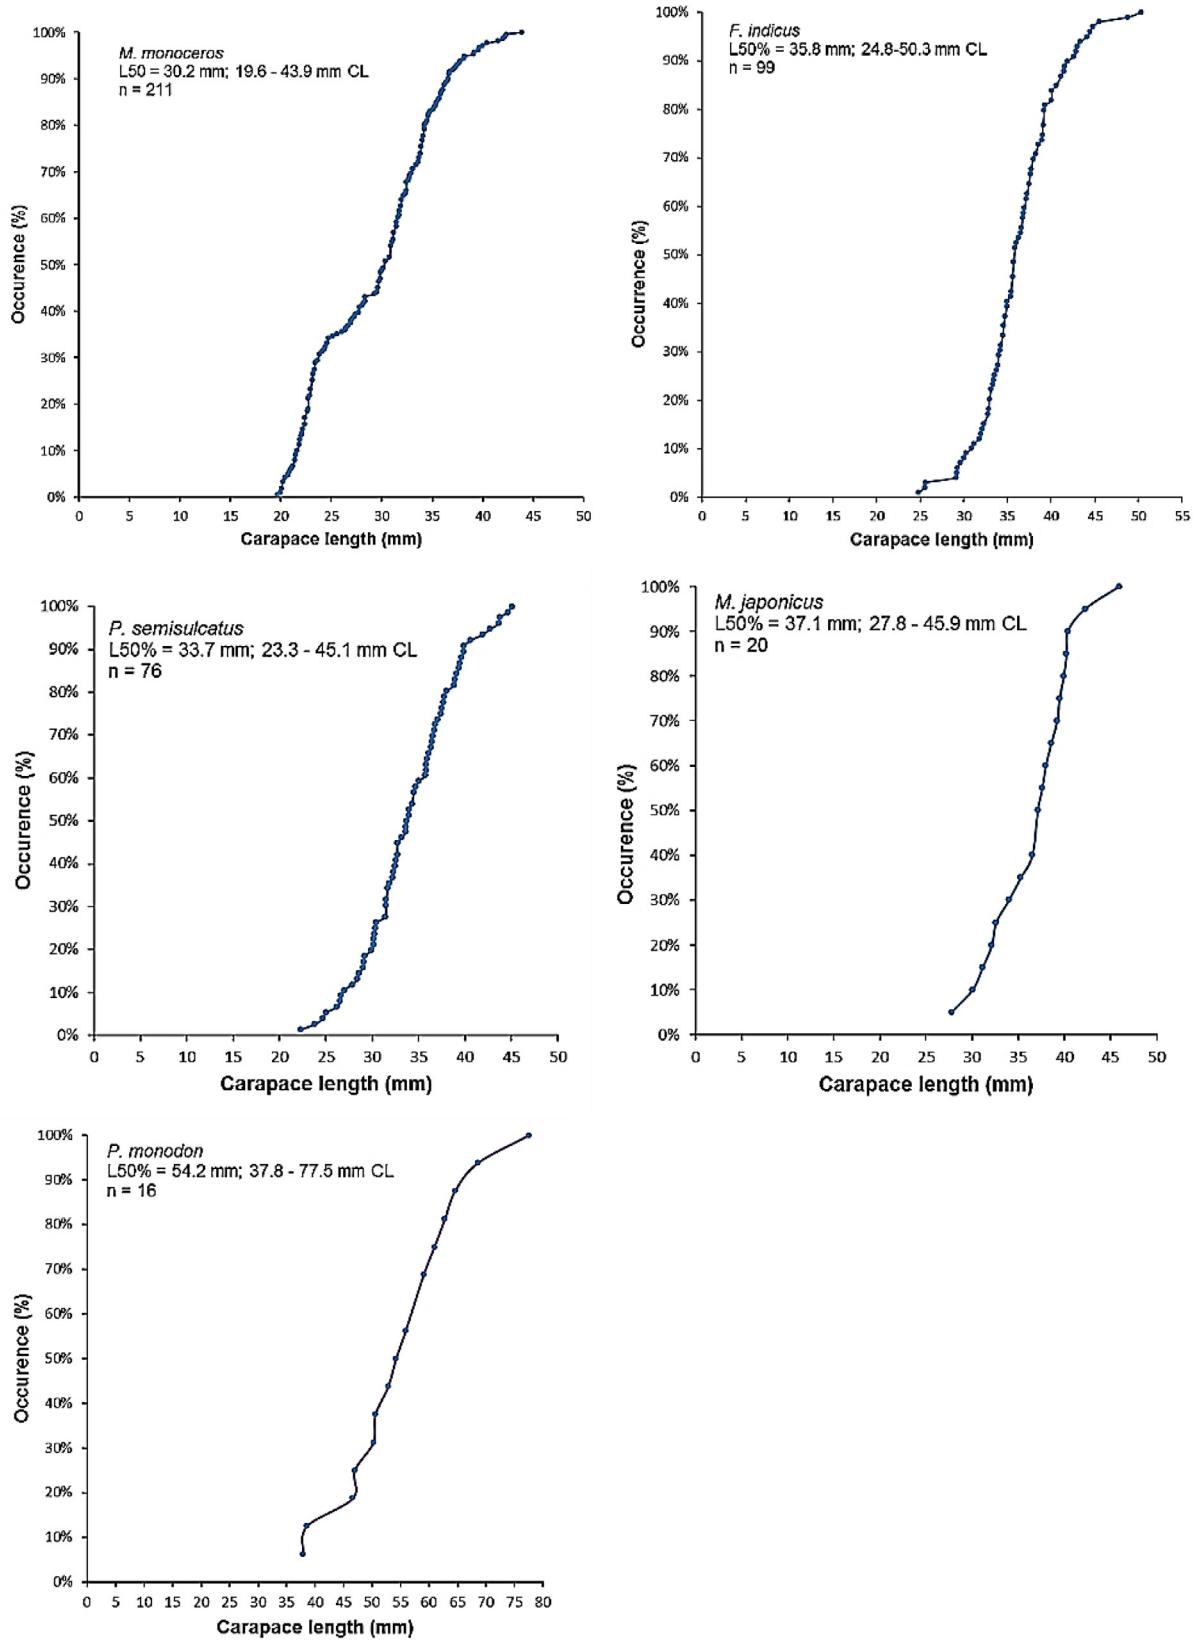 M. monoceros
L50 = 30.2 mm; 19.6 - 43.9 mm CL
n = 211
Occurence (%)
100%
90%
80%
70%
60%
50%
40%
30%
20%
10%
0%
0 5 10 15 20 25 30 35 40 45 50
Carapace length (mm)
F. indicus
L50% = 35.8 mm; 24.8-50.3 mm CL
n = 99
Occurrence (%)
100%
90%
80%
70%
60%
50%
40%
30%
20%
10%
0%
0 5 10 15 20 25 30 35 40 45 50 55
Carapace length (mm)
P. semisulcatus
L50% = 33.7 mm; 23.3 - 45.1 mm CL
n = 76
Occurence (%)
100%
90%
80%
70%
60%
50%
40%
30%
20%
10%
0%
0 5 10 15 20 25 30 35 40 45 50
Carapace length (mm)
M. japonicus
L50% = 37.1 mm; 27.8 - 45.9 mm CL
n = 20
Occurence (%)
100%
90%
80%
70%
60%
50%
40%
30%
20%
10%
0%
0 5 10 15 20 25 30 35 40 45 50
Carapace length (mm)
P. monodon
L50% = 54.2 mm; 37.8 - 77.5 mm CL
n = 16
Occurence (%)
100%
90%
80%
70%
60%
50%
40%
30%
20%
10%
0%
0 5 10 15 20 25 30 35 40 45 50 55 60 65 70 75 80
Carapace length (mm)